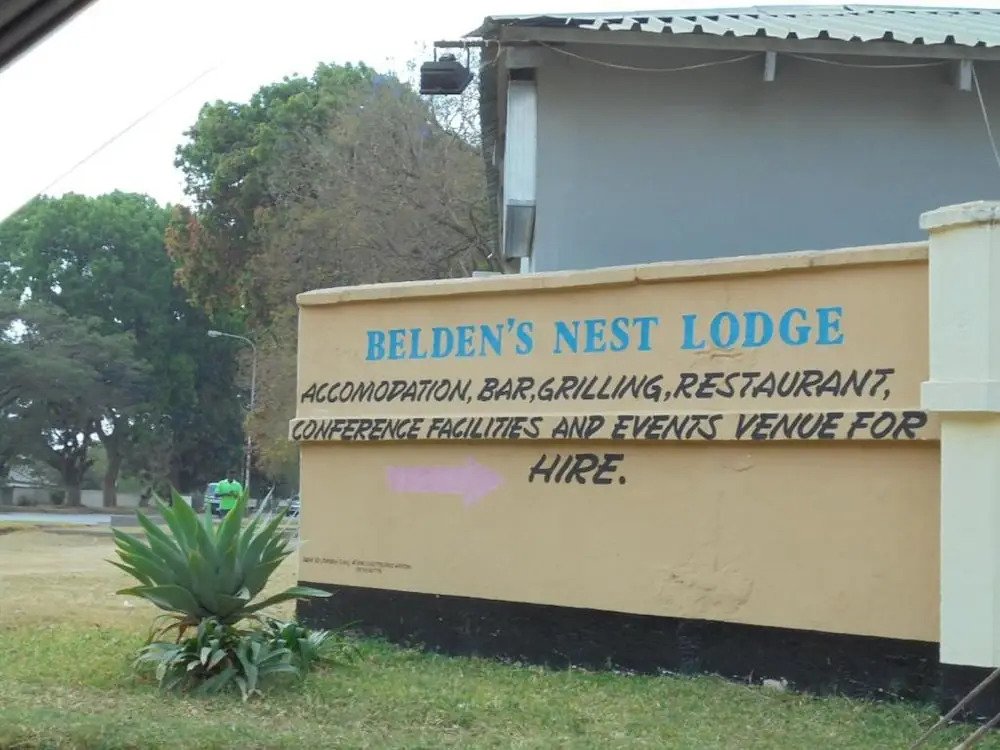 BELDEN'S NEST LODGE
ACCOMODATION, BAR,GRILLING,RESTAURANT,
CONFERENCE FACILITIES AND EVENTS VENUE FOR
HIRE.